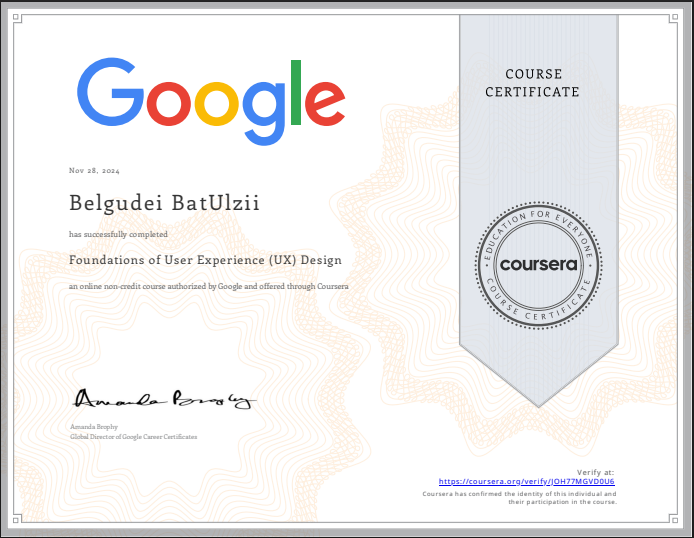 Google
COURSE
CERTIFICATE
Nov 28, 2024
Belgudei BatUlzii
has successfully completed
Foundations of User Experience (UX) Design
an online non-credit course authorized by Google and offered through Coursera
EDUCATION FOR EVERYONE
coursera
COURSE CERTIFICATE
Amanda Brophy
Amanda Brophy
Global Director of Google Career Certificates
Verify at:
https://coursera.org/verify/JOH77MGVD0U6
Coursera has confirmed the identity of this individual and
their participation in the course.